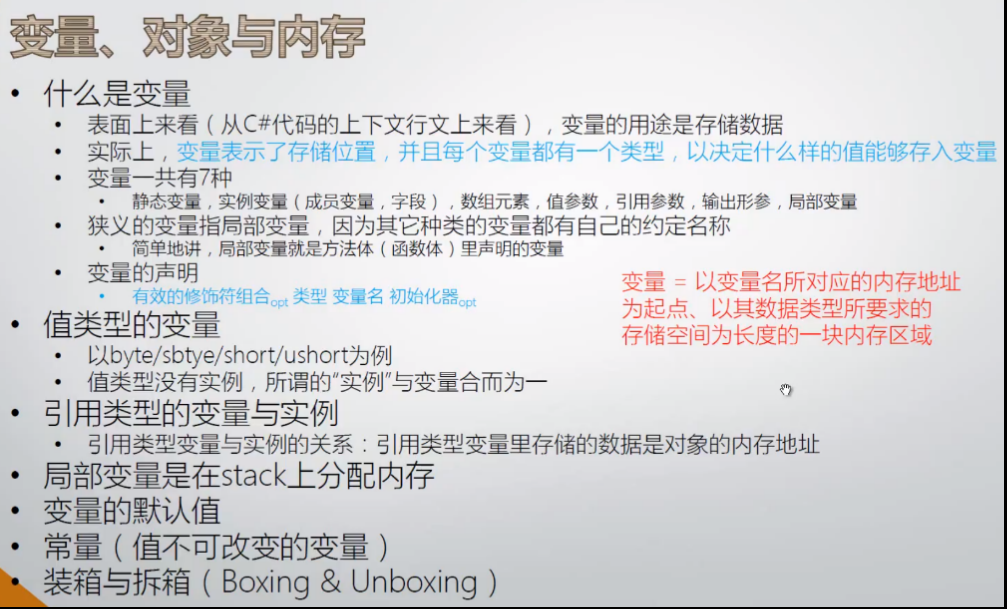 变量、对象与内存
• 什么是变量
• 表面上来看（从C#代码的上下文行文上来看），变量的用途是存储数据
• 实际上，变量表示了存储位置，并且每个变量都有一个类型，以决定什么样的值能够存入变量
• 变量一共有7种
• 静态变量，实例变量（成员变量，字段），数组元素，值参数，引用参数，输出形参，局部变量
• 狭义的变量指局部变量，因为其它种类的变量都有自己的约定名称
• 简单地讲，局部变量就是方法体（函数体）里声明的变量
• 变量的声明
• 有效的修饰符组合opt 类型 变量名 初始化器opt
变量 = 以变量名所对应的内存地址
为起点、以其数据类型所要求的
存储空间为长度的一块内存区域
• 值类型的变量
• 以byte/sbtye/short/ushort为例
• 值类型没有实例，所谓的“实例”与变量合而为一
• 引用类型的变量与实例
• 引用类型变量与实例的关系：引用类型变量里存储的数据是对象的内存地址
• 局部变量是在stack上分配内存
• 变量的默认值
• 常量（值不可改变的变量）
• 装箱与拆箱（Boxing & Unboxing）